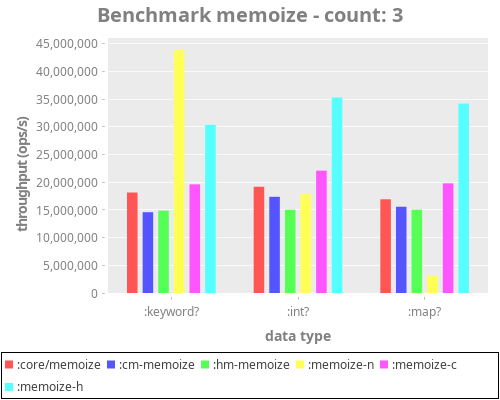 Benchmark memoize - count: 3
throughput (ops/s)
45,000,000
40,000,000
35,000,000
30,000,000
25,000,000
20,000,000
15,000,000
10,000,000
5,000,000
0
:keyword? :int? :map?
data type
:core/memoize :cm-memoize :hm-memoize :memoize-n :memoize-c
:memoize-h